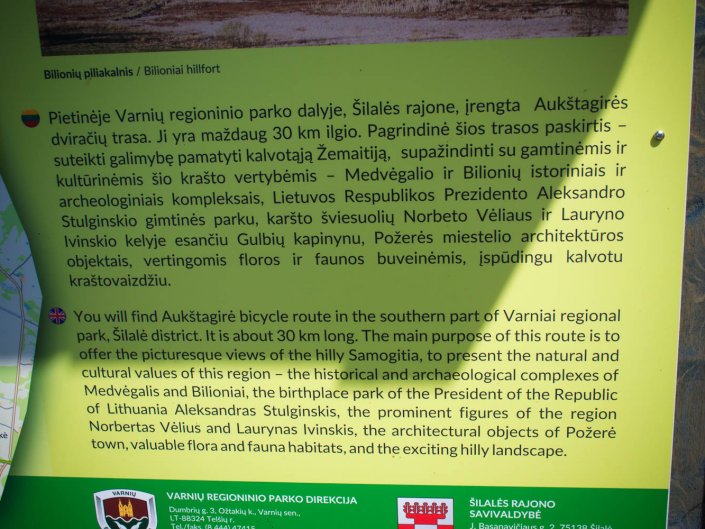 Bilionių piliakalnis / Bilioniai hillfort
Pietinėje Varnių regioninio parko dalyje, Šilalės rajone, įrengta Aukštagirės
dviračių trasa. Ji yra maždaug 30 km ilgio. Pagrindinė šios trasos paskirtis –
suteikti galimybę pamatyti kalvotąją Žemaitiją, supažindinti su gamtinėmis ir
kultūrinėmis šio krašto vertybėmis – Medvėgalio ir Bilionių istoriniais ir
archeologiniais kompleksais, Lietuvos Respublikos Prezidento Aleksandro
Stulginskio gimtinės parku, karšto šviesuolių Norbeto Vėliaus ir Lauryno
Ivinskio kelyje esančiu Gulbių kapinynu, Požerės miestelio architektūros
objektais, vertingomis floros ir faunos buveinėmis, įspūdingu kalvotu
kraštovaizdžiu.
You will find Aukštagirė bicycle route in the southern part of Varniai regional
park, Šilalė district. It is about 30 km long. The main purpose of this route is to
offer the picturesque views of the hilly Samogitia, to present the natural and
cultural values of this region – the historical and archaeological complexes of
Medvėgalis and Bilioniai, the birthplace park of the President of the Republic
of Lithuania Aleksandras Stulginskis, the prominent figures of the region
Norbertas Vėlius and Laurynas Ivinskis, the architectural objects of Požerė
town, valuable flora and fauna habitats, and the exciting hilly landscape.
VARNIŲ
VARNIŲ REGIONINIO PARKO DIREKCIJA
Dumbrių g. 3, Ožtakių k., Varnių sen.,
LT-88324 Telšių r.
Tel./faks. (8 444) 47415
ŠILALĖS RAJONO
SAVIVALDYBĖ
J. Basanavičiaus g. 2, 75138 Šilalė